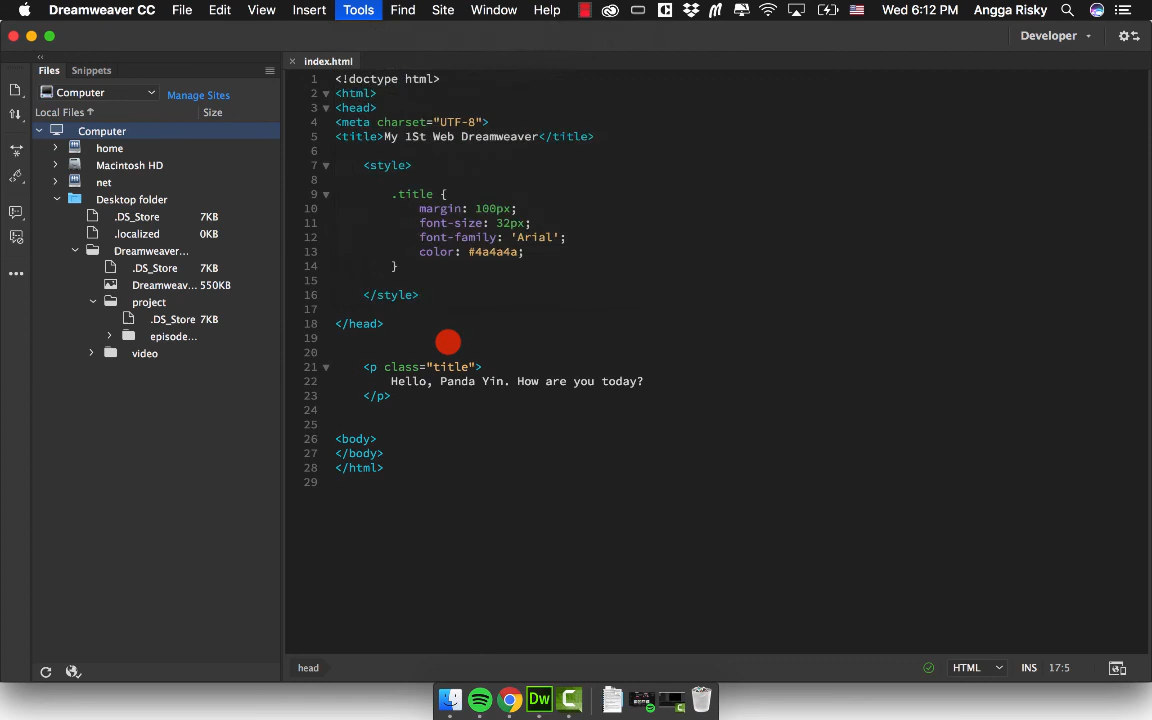 Dreamweaver CC File Edit View Insert Format Tools Find Site Window Help Wed 6:12 PM Angga Risky
Developer
Files Snippets
Computer Manage Sites
Local Files Size
Computer
home
Macintosh HD
net
Desktop folder
.DS_Store 7KB
.localized 0KB
Dreamweaver...
.DS_Store 7KB
Dreamweav... 550KB
project
.DS_Store 7KB
episode...
video
index.html
1 <!doctype html>
2 <html>
3 <head>
4 <meta charset="UTF-8">
5 <title>My 1St Web Dreamweaver</title>
6
7 <style>
8
9 .title {
10 margin: 100px;
11 font-size: 32px;
12 font-family: 'Arial';
13 color: #4a4a4a;
14 }
15
16 </style>
17
18 </head>
19
20
21 <p class="title">
22 Hello, Panda Yin. How are you today?
23 </p>
24
25
26 <body>
27 </body>
28 </html>
29
head HTML INS 17:5
Dw